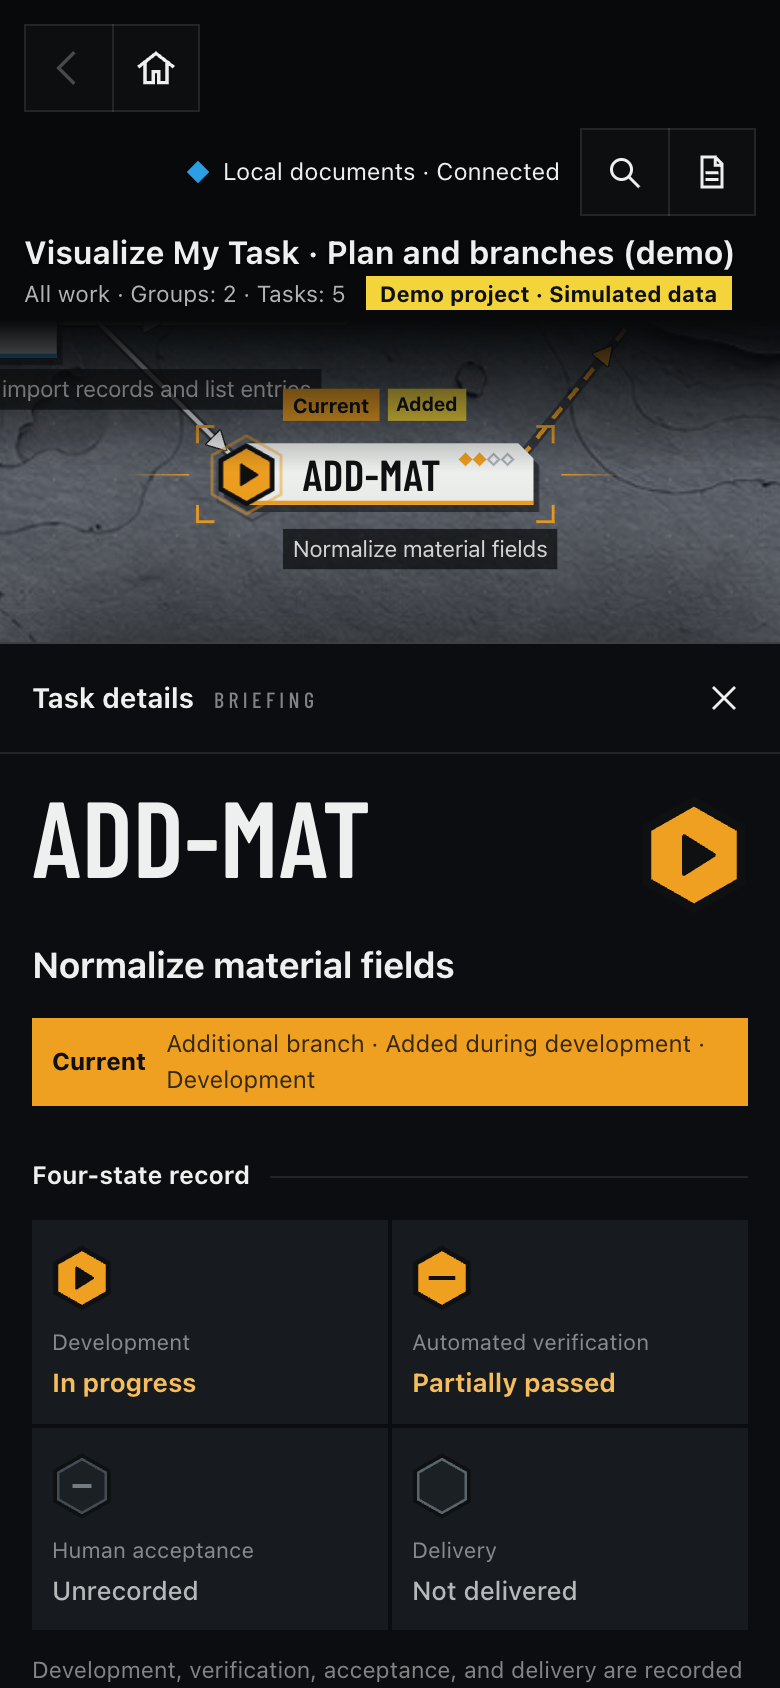 Local documents · Connected
Visualize My Task · Plan and branches (demo)
All work · Groups: 2 · Tasks: 5
Demo project · Simulated data
import records and list entries
Current
Added
ADD-MAT
Normalize material fields
Task details
BRIEFING
ADD-MAT
Normalize material fields
Current
Additional branch · Added during development ·
Development
Four-state record
Development
In progress
Automated verification
Partially passed
Human acceptance
Unrecorded
Delivery
Not delivered
Development, verification, acceptance, and delivery are recorded